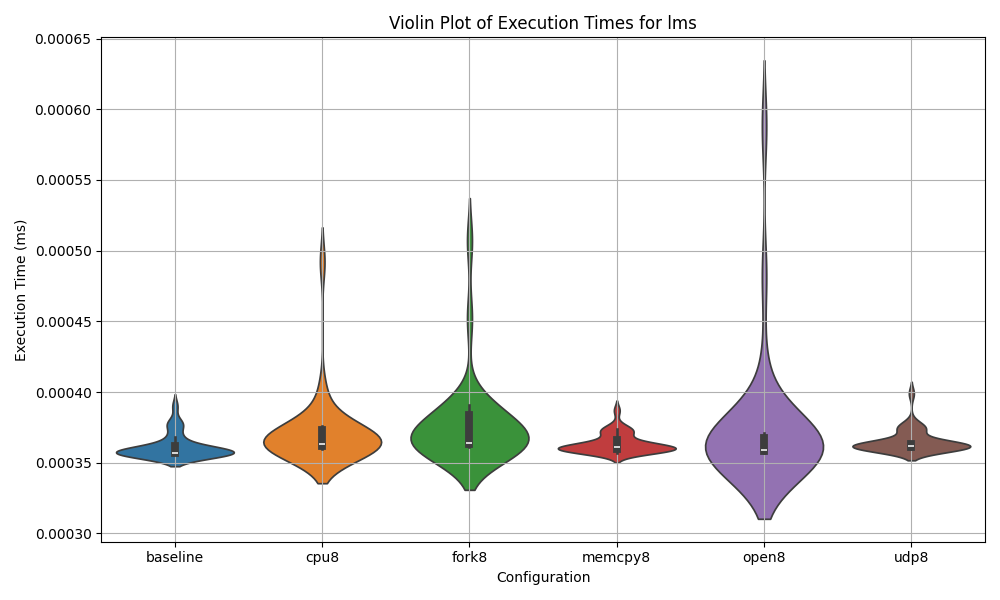 Violin Plot of Execution Times for lms
Execution Time (ms)
0.00065
0.00060
0.00055
0.00050
0.00045
0.00040
0.00035
0.00030
baseline cpu8 fork8 memcpy8 open8 udp8
Configuration